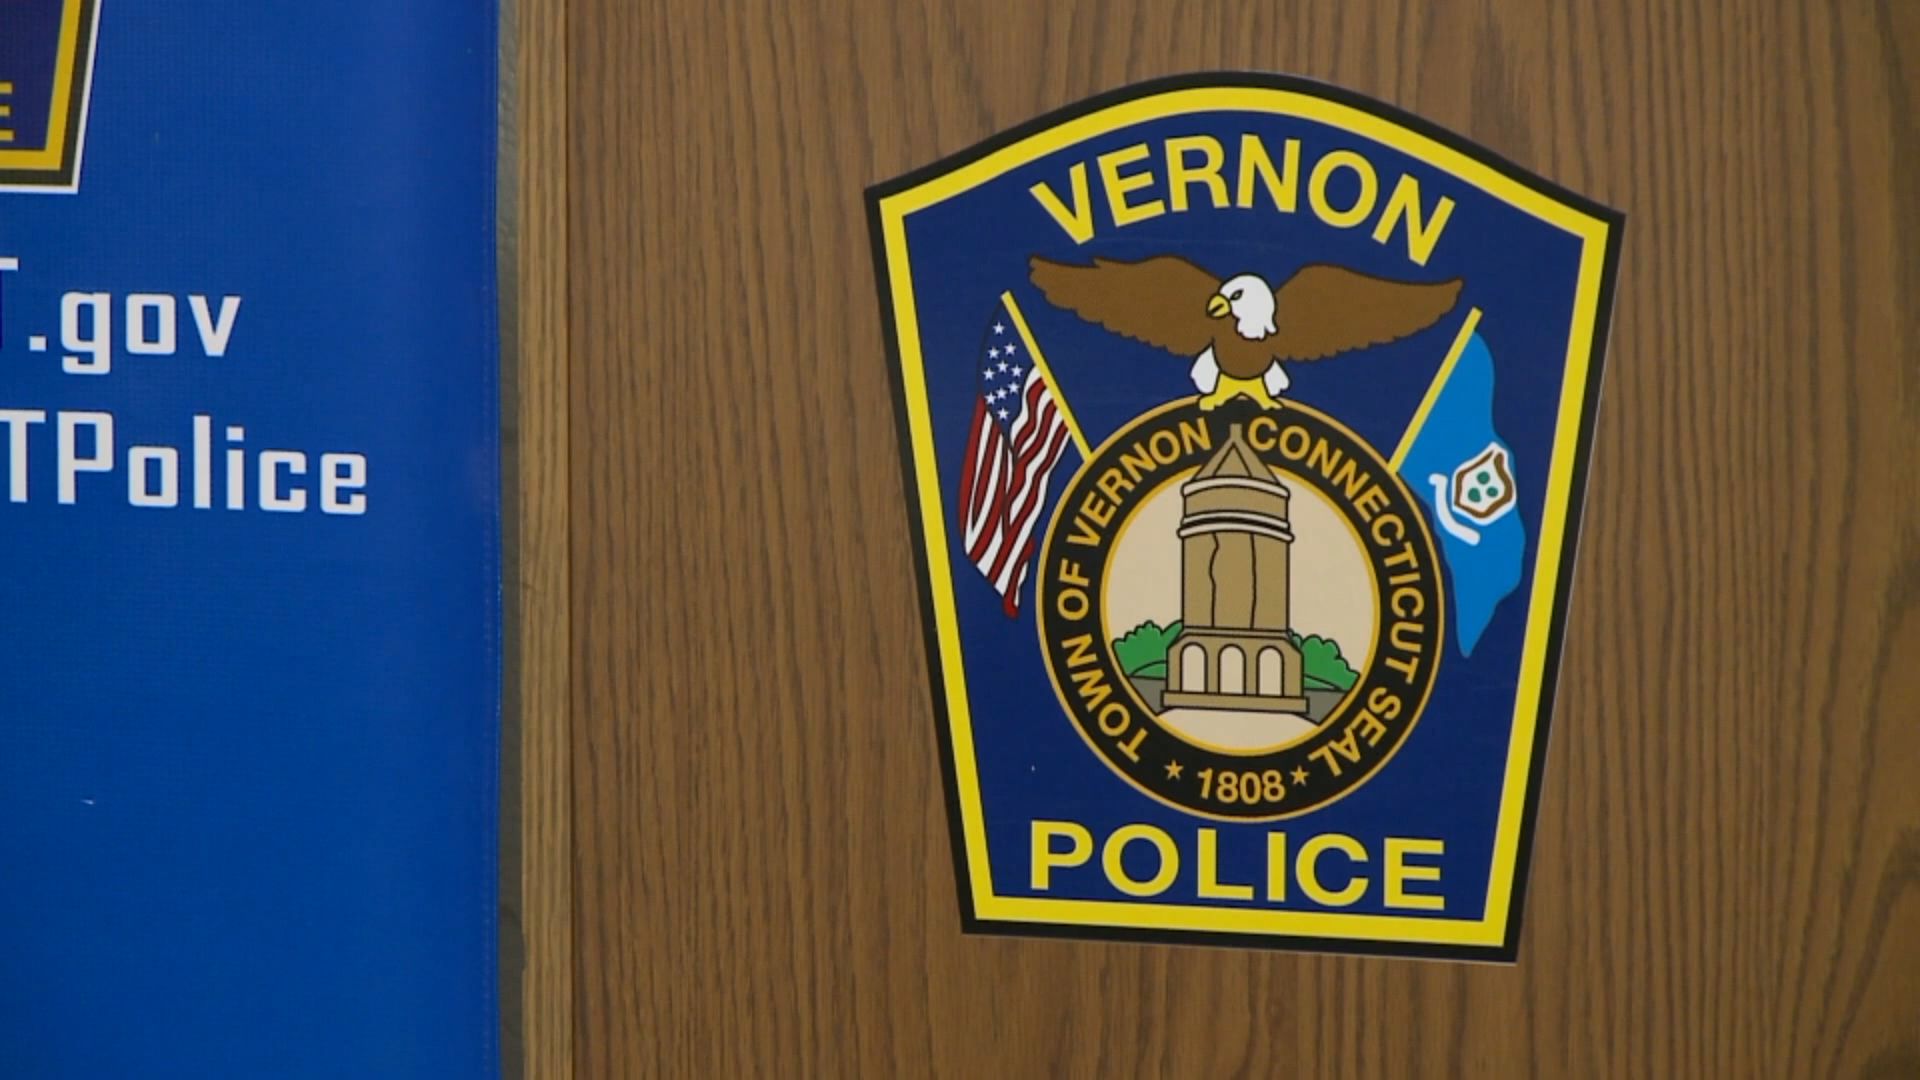 E
T.gov
TPolice
VERNON
TOWN OF VERNON CONNECTICUT SEAL
★ 1808 ★
POLICE